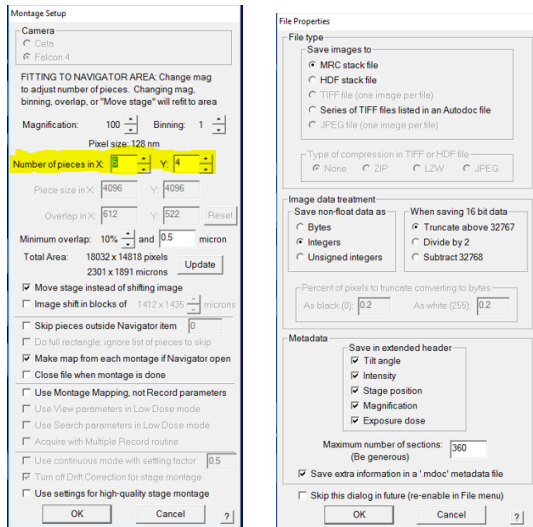 Montage Setup
Camera
Ceta
Falcon 4
FITTING TO NAVIGATOR AREA: Change mag
to adjust number of pieces. Changing mag,
binning, overlap, or "Move stage" will refit to area
Magnification: 100 Binning: 1
Pixel size: 128 nm
Number of pieces in X: 5 Y: 4
Piece size in X: 4096 Y: 4096
Overlap in X: 612 Y: 522 Reset
Minimum overlap: 10% and 0.5 micron
Total Area: 18032 x 14818 pixels
2301 x 1891 microns Update
Move stage instead of shifting image
Image shift in blocks of 1412 x 1435 microns
Skip pieces outside Navigator item 0
Do full rectangle; ignore list of pieces to skip
Make map from each montage if Navigator open
Close file when montage is done
Use Montage Mapping, not Record parameters
Use View parameters in Low Dose mode
Use Search parameters in Low Dose mode
Acquire with Multiple Record routine
Use continuous mode with settling factor 0.5
Turn off Drift Correction for stage montage
Use settings for high-quality stage montage
OK Cancel ?
File Properties
File type
Save images to
MRC stack file
HDF stack file
TIFF file (one image per file)
Series of TIFF files listed in an Autodoc file
JPEG file (one image per file)
Type of compression in TIFF or HDF file
None ZIP LZW JPEG
Image data treatment
Save non-float data as
Bytes
Integers
Unsigned integers
When saving 16 bit data
Truncate above 32767
Divide by 2
Subtract 32768
Percent of pixels to truncate converting to bytes
As black (0): 0.2 As white (255): 0.2
Metadata
Save in extended header
Tilt angle
Intensity
Stage position
Magnification
Exposure dose
Maximum number of sections: 360
(Be generous)
Save extra information in a '.mdoc' metadata file
Skip this dialog in future (re-enable in File menu)
OK Cancel ?